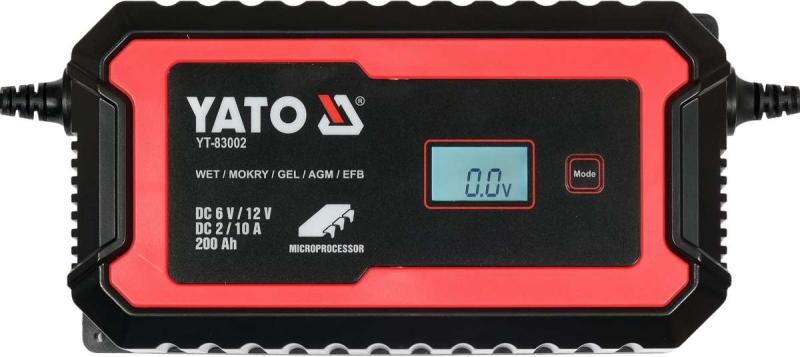 YATO ®
YT-83002
WET / MOKRY / GEL / AGM / EFB
0.0v
Mode
DC 6 V / 12 V
DC 2 / 10 A
200 Ah
MICROPROCESSOR